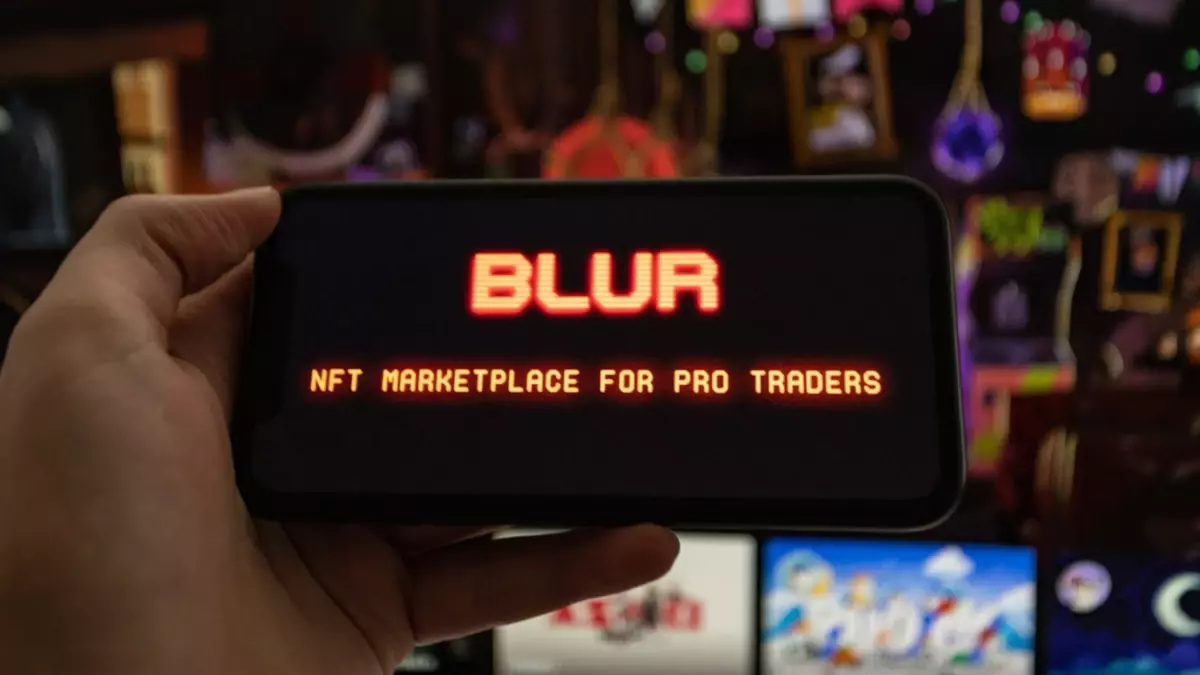 BLUR
NFT MARKETPLACE FOR PRO TRADERS